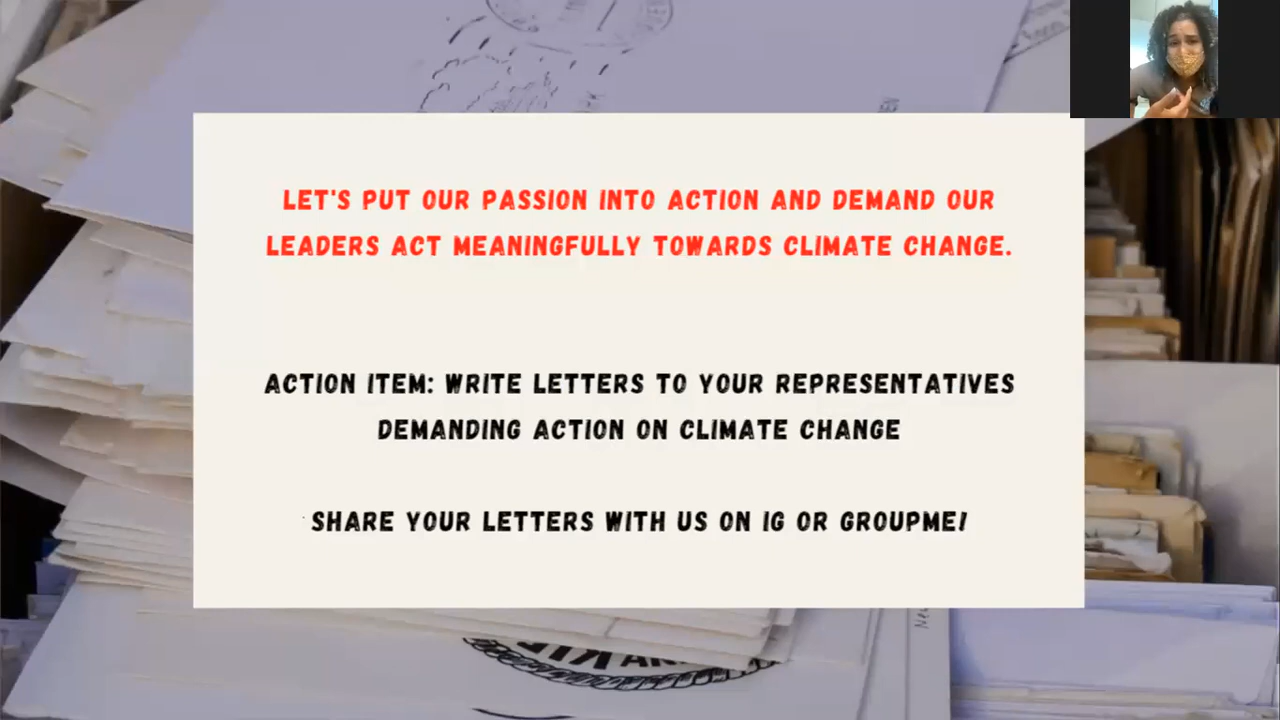 LET'S PUT OUR PASSION INTO ACTION AND DEMAND OUR
LEADERS ACT MEANINGFULLY TOWARDS CLIMATE CHANGE.
ACTION ITEM: WRITE LETTERS TO YOUR REPRESENTATIVES
DEMANDING ACTION ON CLIMATE CHANGE
SHARE YOUR LETTERS WITH US ON IG OR GROUPME!